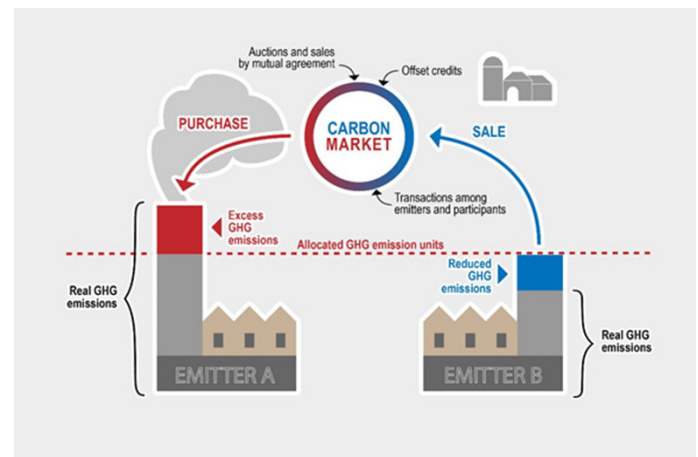 Auctions and sales
by mutual agreement
Offset credits
PURCHASE
CARBON
MARKET
SALE
Transactions among
emitters and participants
Excess
GHG
emissions
Allocated GHG emission units
Reduced
GHG
emissions
Real GHG
emissions
Real GHG
emissions
EMITTER A
EMITTER B